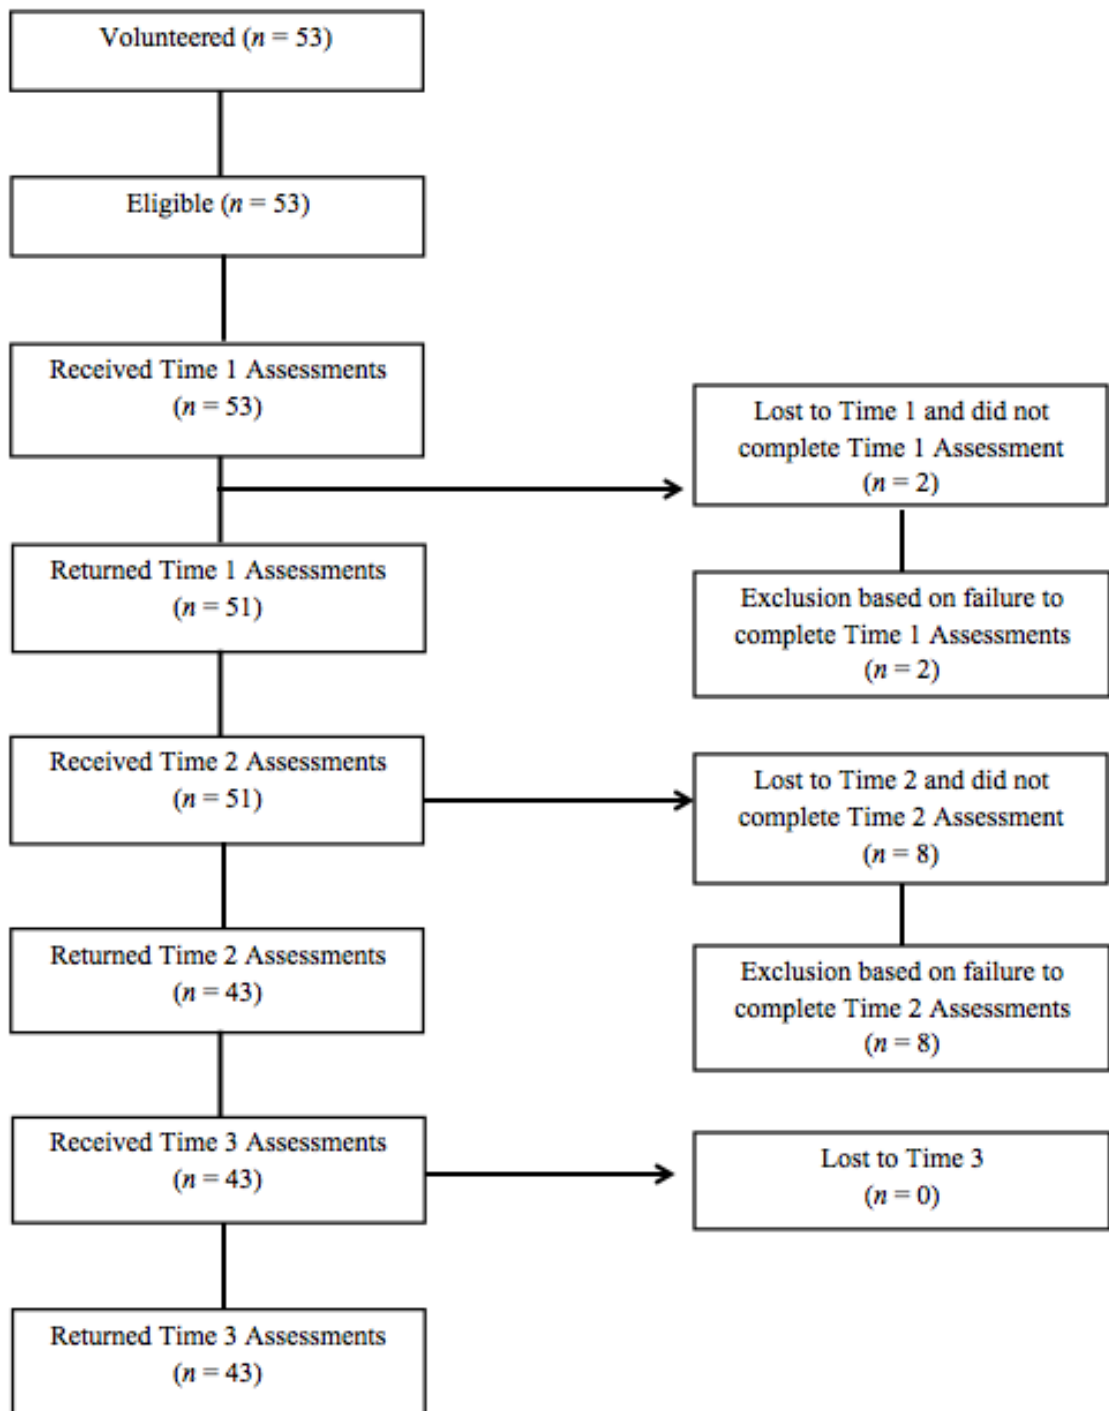 Volunteered (n = 53)
Eligible (n = 53)
Received Time 1 Assessments
(n = 53)
Lost to Time 1 and did not
complete Time 1 Assessment
(n = 2)
Returned Time 1 Assessments
(n = 51)
Exclusion based on failure to
complete Time 1 Assessments
(n = 2)
Received Time 2 Assessments
(n = 51)
Lost to Time 2 and did not
complete Time 2 Assessment
(n = 8)
Returned Time 2 Assessments
(n = 43)
Exclusion based on failure to
complete Time 2 Assessments
(n = 8)
Received Time 3 Assessments
(n = 43)
Lost to Time 3
(n = 0)
Returned Time 3 Assessments
(n = 43)